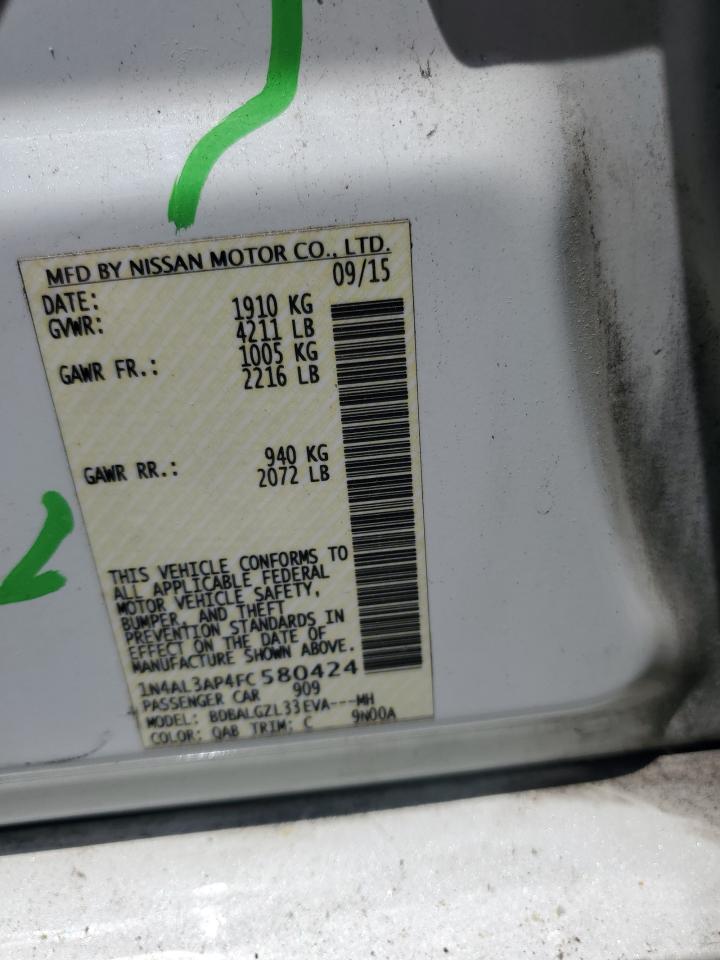 MFD BY NISSAN MOTOR CO., LTD.
DATE: 09/15
GVWR: 1910 KG
4211 LB
GAWR FR.: 1005 KG
2216 LB
GAWR RR.: 940 KG
2072 LB
THIS VEHICLE CONFORMS TO
ALL APPLICABLE FEDERAL
MOTOR VEHICLE SAFETY,
BUMPER, AND THEFT
PREVENTION STANDARDS IN
EFFECT ON THE DATE OF
MANUFACTURE SHOWN ABOVE.
1N4AL3AP4FC580424
PASSENGER CAR 909
MODEL: BDBALGZL33EVA---MH
COLOR: QAB TRIM: C 9N00A